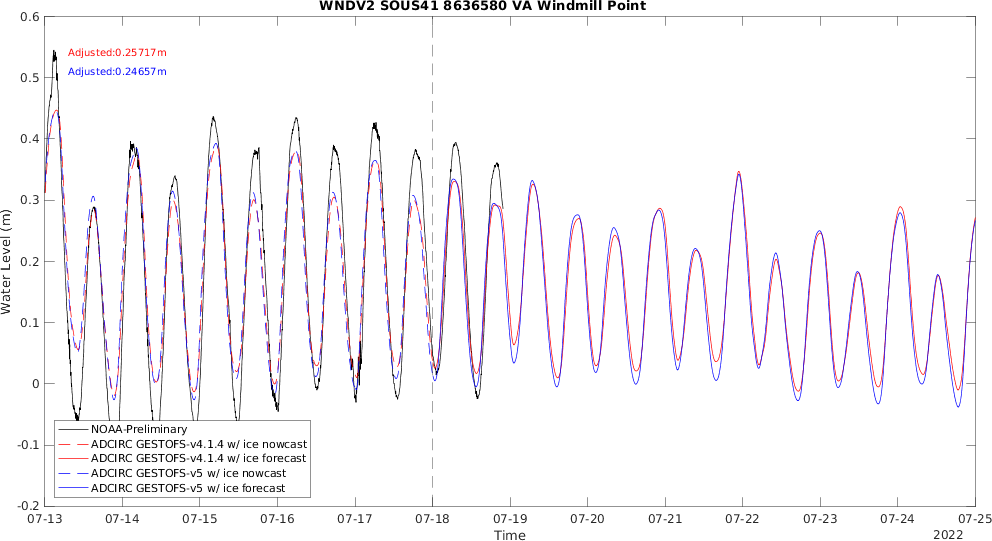 WNDV2 SOUS41 8636580 VA Windmill Point
Adjusted:0.25717m
Adjusted:0.24657m
Water Level (m)
0.6
0.5
0.4
0.3
0.2
0.1
0
-0.1
-0.2
NOAA-Preliminary
ADCIRC GESTOFS-v4.1.4 w/ ice nowcast
ADCIRC GESTOFS-v4.1.4 w/ ice forecast
ADCIRC GESTOFS-v5 w/ ice nowcast
ADCIRC GESTOFS-v5 w/ ice forecast
07-13 07-14 07-15 07-16 07-17 07-18 07-19 07-20 07-21 07-22 07-23 07-24 07-25
Time
2022